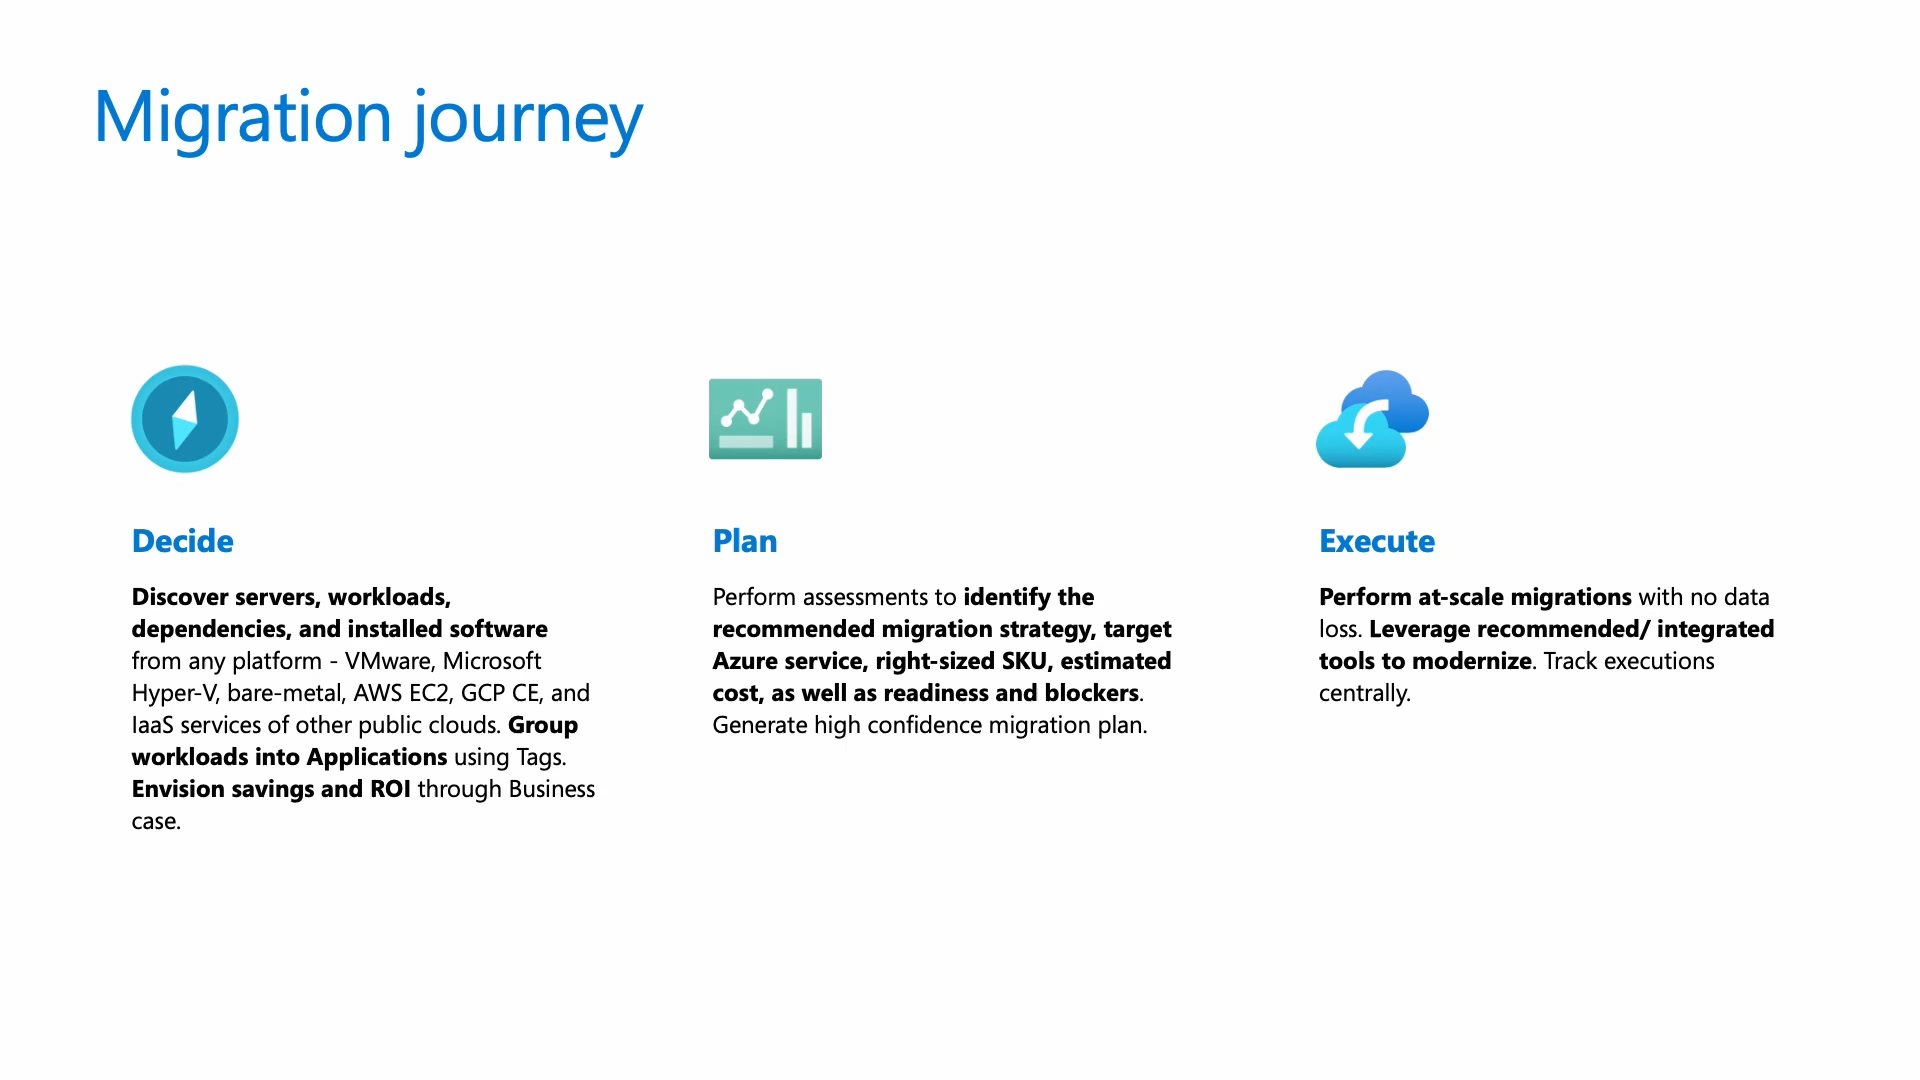 Migration journey
Decide
Discover servers, workloads,
dependencies, and installed software
from any platform - VMware, Microsoft
Hyper-V, bare-metal, AWS EC2, GCP CE, and
IaaS services of other public clouds. Group
workloads into Applications using Tags.
Envision savings and ROI through Business
case.
Plan
Perform assessments to identify the
recommended migration strategy, target
Azure service, right-sized SKU, estimated
cost, as well as readiness and blockers.
Generate high confidence migration plan.
Execute
Perform at-scale migrations with no data
loss. Leverage recommended/ integrated
tools to modernize. Track executions
centrally.